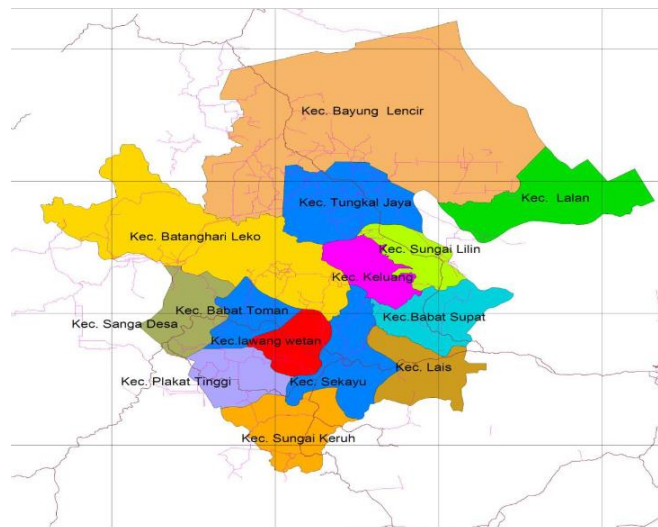 Kec. Bayung Lencir
Kec. Tungkal Jaya
Kec. Lalan
Kec. Batanghari Leko
Kec. Sungai Lilin
Kec. Keluang
Kec. Babat Toman
Kec.Babat Supat
Kec. Sanga Desa
Kec.lawang wetan
Kec. Lais
Kec. Plakat Tinggi
Kec. Sekayu
Kec. Sungai Keruh